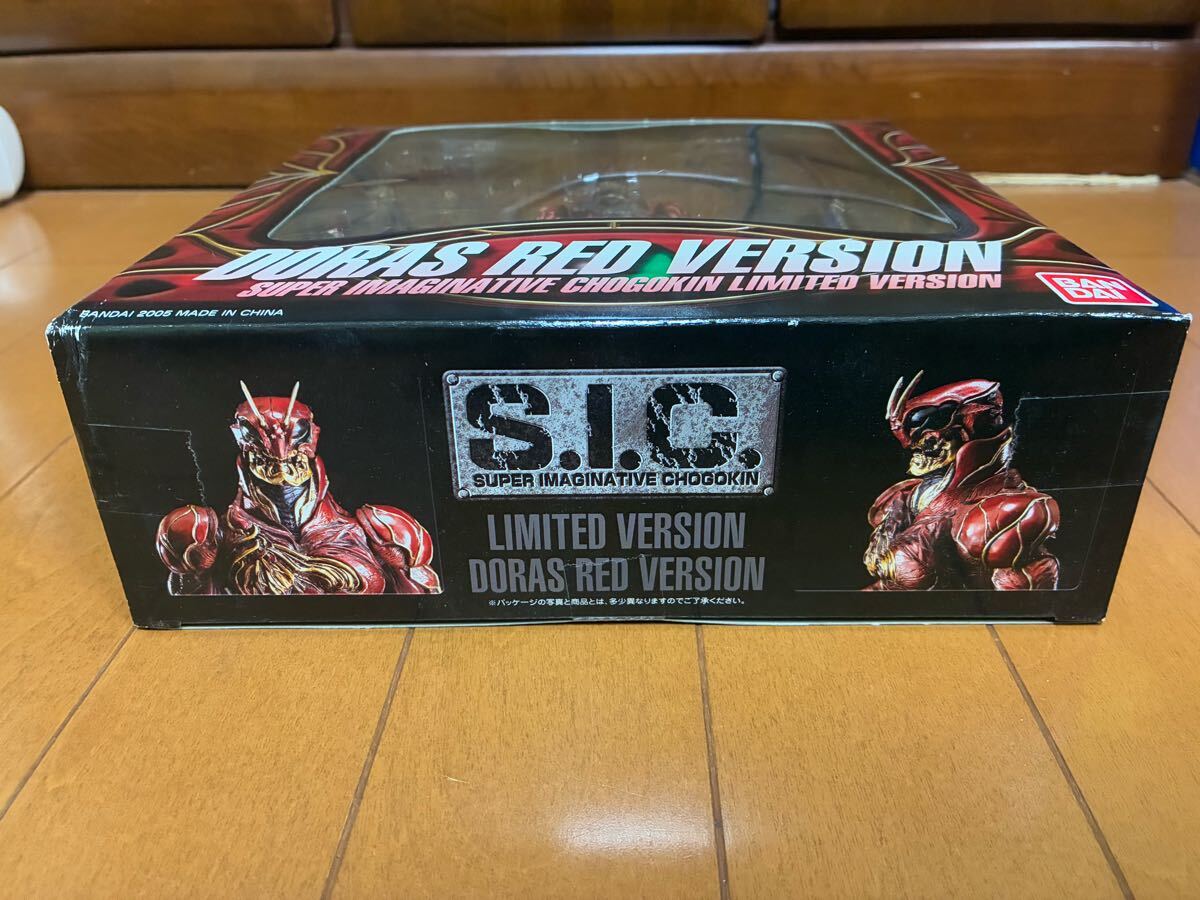 DORAS RED VERSION
SUPER IMAGINATIVE CHOGOKIN LIMITED VERSION
BAN
DAI
BANDAI 2005 MADE IN CHINA
S.I.C.
SUPER IMAGINATIVE CHOGOKIN
LIMITED VERSION
DORAS RED VERSION
※パッケージの写真と商品とは、多少異なりますのでご了承ください。